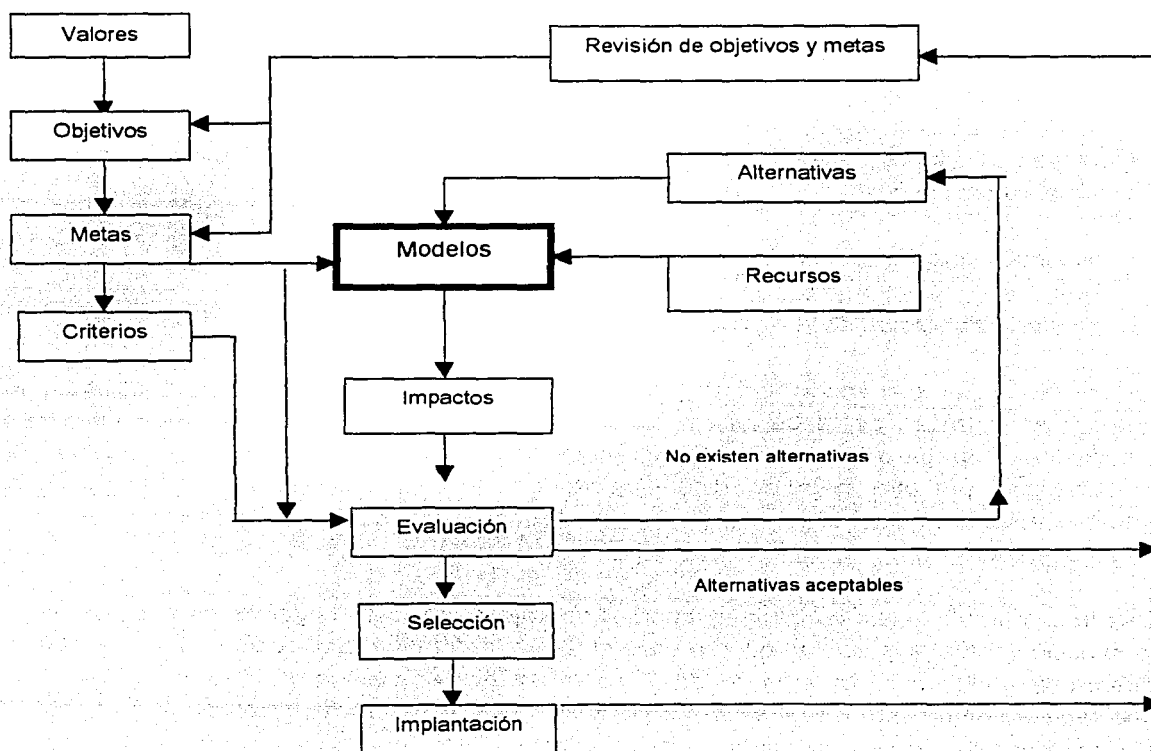 Valores
Revisión de objetivos y metas
Objetivos
Alternativas
Metas
Modelos
Recursos
Criterios
Impactos
No existen alternativas
Evaluación
Alternativas aceptables
Selección
Implantación